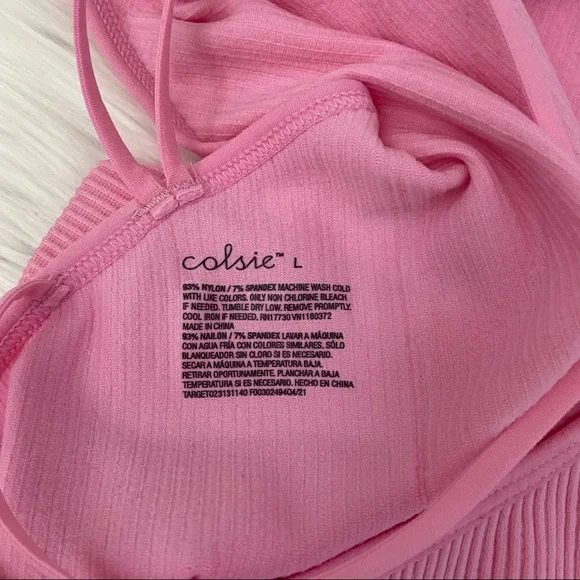 colsie™ L
93% NYLON / 7% SPANDEX MACHINE WASH COLD
WITH LIKE COLORS. ONLY NON CHLORINE BLEACH
IF NEEDED. TUMBLE DRY LOW. REMOVE PROMPTLY.
COOL IRON IF NEEDED. RN17730 VN1180372
MADE IN CHINA
93% NAILON / 7% SPANDEX LAVAR A MÁQUINA
CON AGUA FRÍA CON COLORES SIMILARES. SÓLO
BLANQUEADOR SIN CLORO SI ES NECESARIO.
SECAR A MÁQUINA A TEMPERATURA BAJA.
RETIRAR OPORTUNAMENTE. PLANCHAR A BAJA
TEMPERATURA SI ES NECESARIO. HECHO EN CHINA
TARGET023131140 F00302494Q4/21